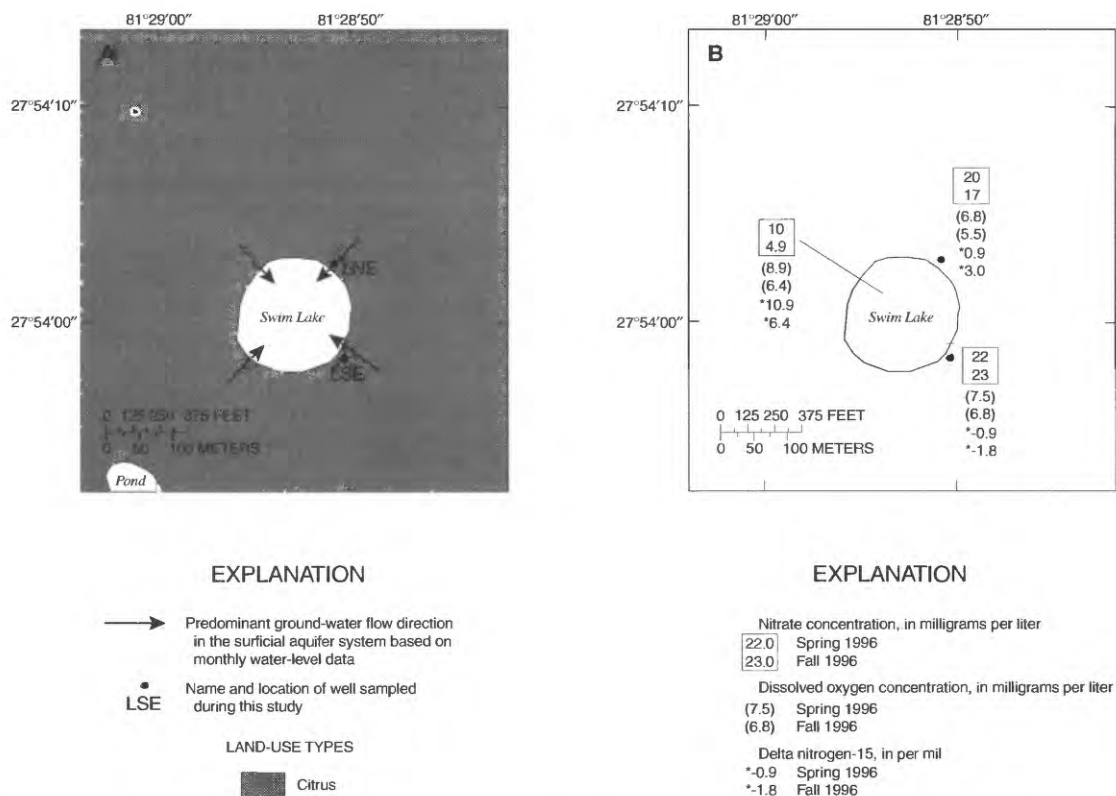 81°29'00" 81°28'50"
A
27°54'10"
LNE
27°54'00"
Swim Lake
LSE
0 125 250 375 FEET
0 50 100 METERS
Pond
81°29'00" 81°28'50"
B
27°54'10"
20
17
(6.8)
(5.5)
*0.9
*3.0
10
4.9
(8.9)
(6.4)
*10.9
*6.4
27°54'00"
Swim Lake
22
23
(7.5)
(6.8)
*-0.9
*-1.8
0 125 250 375 FEET
0 50 100 METERS
EXPLANATION
Predominant ground-water flow direction
in the surficial aquifer system based on
monthly water-level data
LSE
Name and location of well sampled
during this study
LAND-USE TYPES
Citrus
EXPLANATION
Nitrate concentration, in milligrams per liter
22.0 Spring 1996
23.0 Fall 1996
Dissolved oxygen concentration, in milligrams per liter
(7.5) Spring 1996
(6.8) Fall 1996
Delta nitrogen-15, in per mil
*-0.9 Spring 1996
*-1.8 Fall 1996